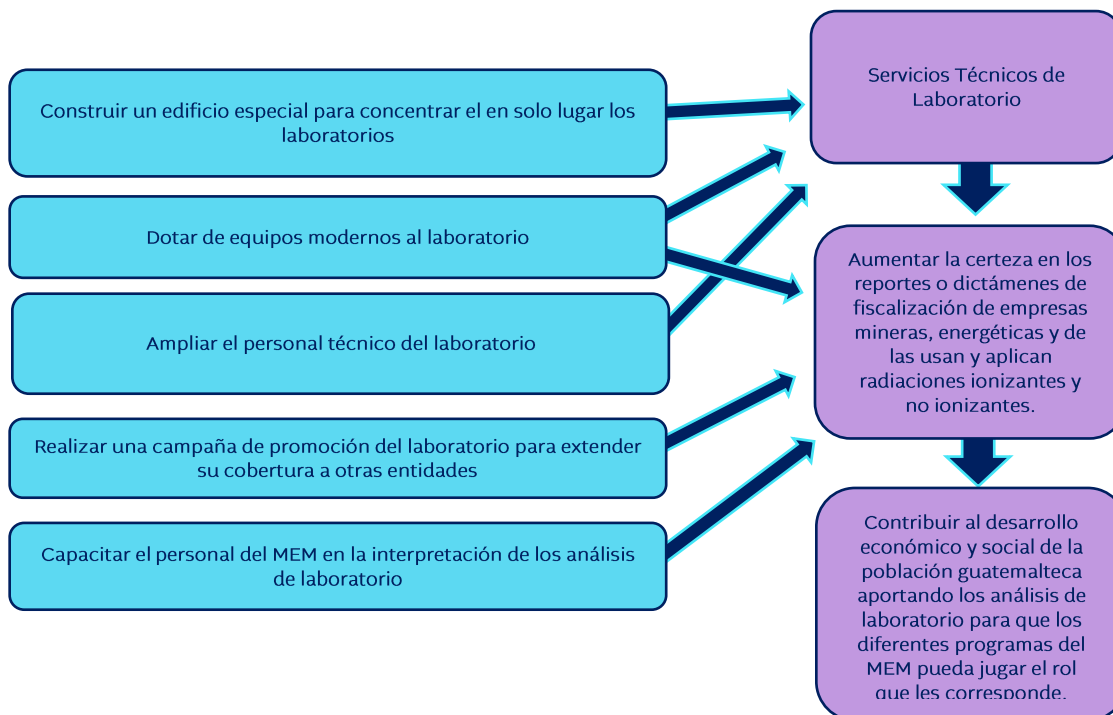 Construir un edificio especial para concentrar el en solo lugar los
laboratorios
Dotar de equipos modernos al laboratorio
Ampliar el personal técnico del laboratorio
Realizar una campaña de promoción del laboratorio para extender
su cobertura a otras entidades
Capacitar el personal del MEM en la interpretación de los análisis
de laboratorio
Servicios Técnicos de
Laboratorio
Aumentar la certeza en los
reportes o dictámenes de
fiscalización de empresas
mineras, energéticas y de
las usan y aplican
radiaciones ionizantes y
no ionizantes.
Contribuir al desarrollo
económico y social de la
población guatemalteca
aportando los análisis de
laboratorio para que los
diferentes programas del
MEM pueda jugar el rol
que les corresponde.